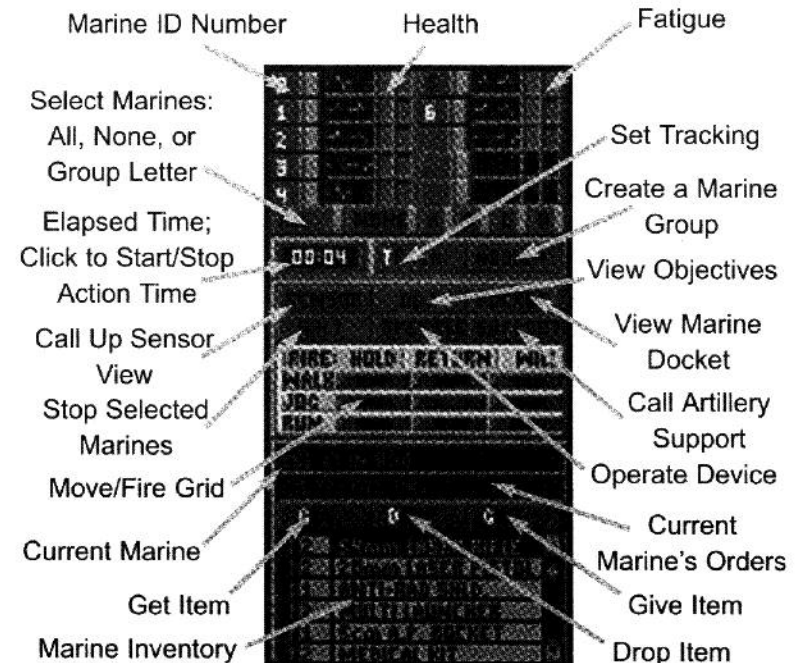 Marine ID Number
Health
Fatigue
Select Marines:
All, None, or
Group Letter
Set Tracking
Create a Marine
Group
Elapsed Time;
Click to Start/Stop
Action Time
View Objectives
View Marine
Docket
Call Up Sensor
View
Stop Selected
Marines
Call Artillery
Support
Operate Device
Move/Fire Grid
Current Marine
Current
Marine's Orders
Get Item
Give Item
Marine Inventory
Drop Item
1
6
2
3
4
00:04 T
FIRE: HOLD RETURN
WALK
JOG
RUN
G D G